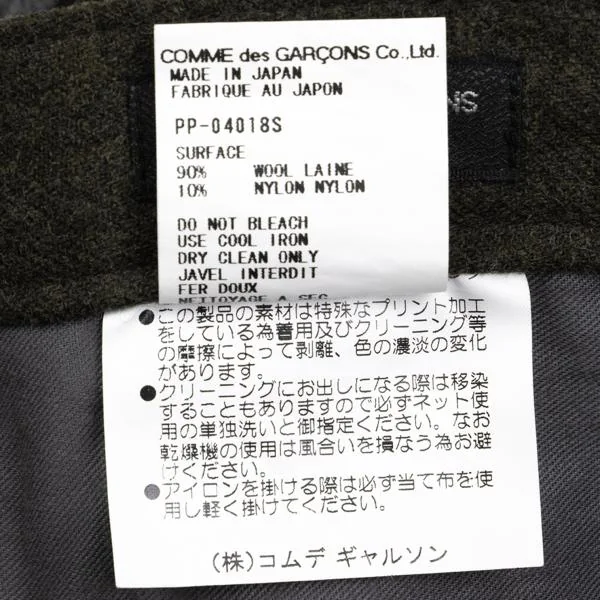 COMME des GARÇONS Co.,Ltd.
MADE IN JAPAN
FABRIQUE AU JAPON
PP-04018S
SURFACE
90% WOOL LAINE
10% NYLON NYLON
DO NOT BLEACH
USE COOL IRON
DRY CLEAN ONLY
JAVEL INTERDIT
FER DOUX
NETTOYAGE A SEC
●この製品の素材は特殊なプリント加工
をしている為着用及びクリーニング等
の摩擦によって剥離、色の濃淡の変化
があります。
●クリーニングにお出しになる際は移染
することもありますので必ずネット使
用の単独洗いと御指定ください。なお
乾燥機の使用は風合いを損なう為お避
けください。
●アイロンを掛ける際は必ず当て布を使
用し軽く掛けてください。
(株)コムデ ギャルソン